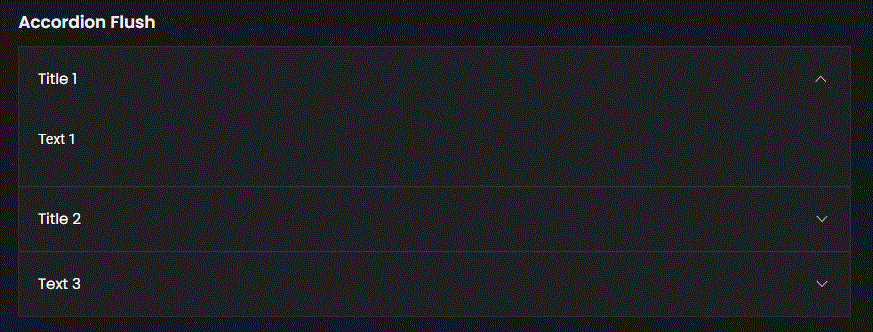 Accordion Flush
Title 1
Text 1
Title 2
Text 3